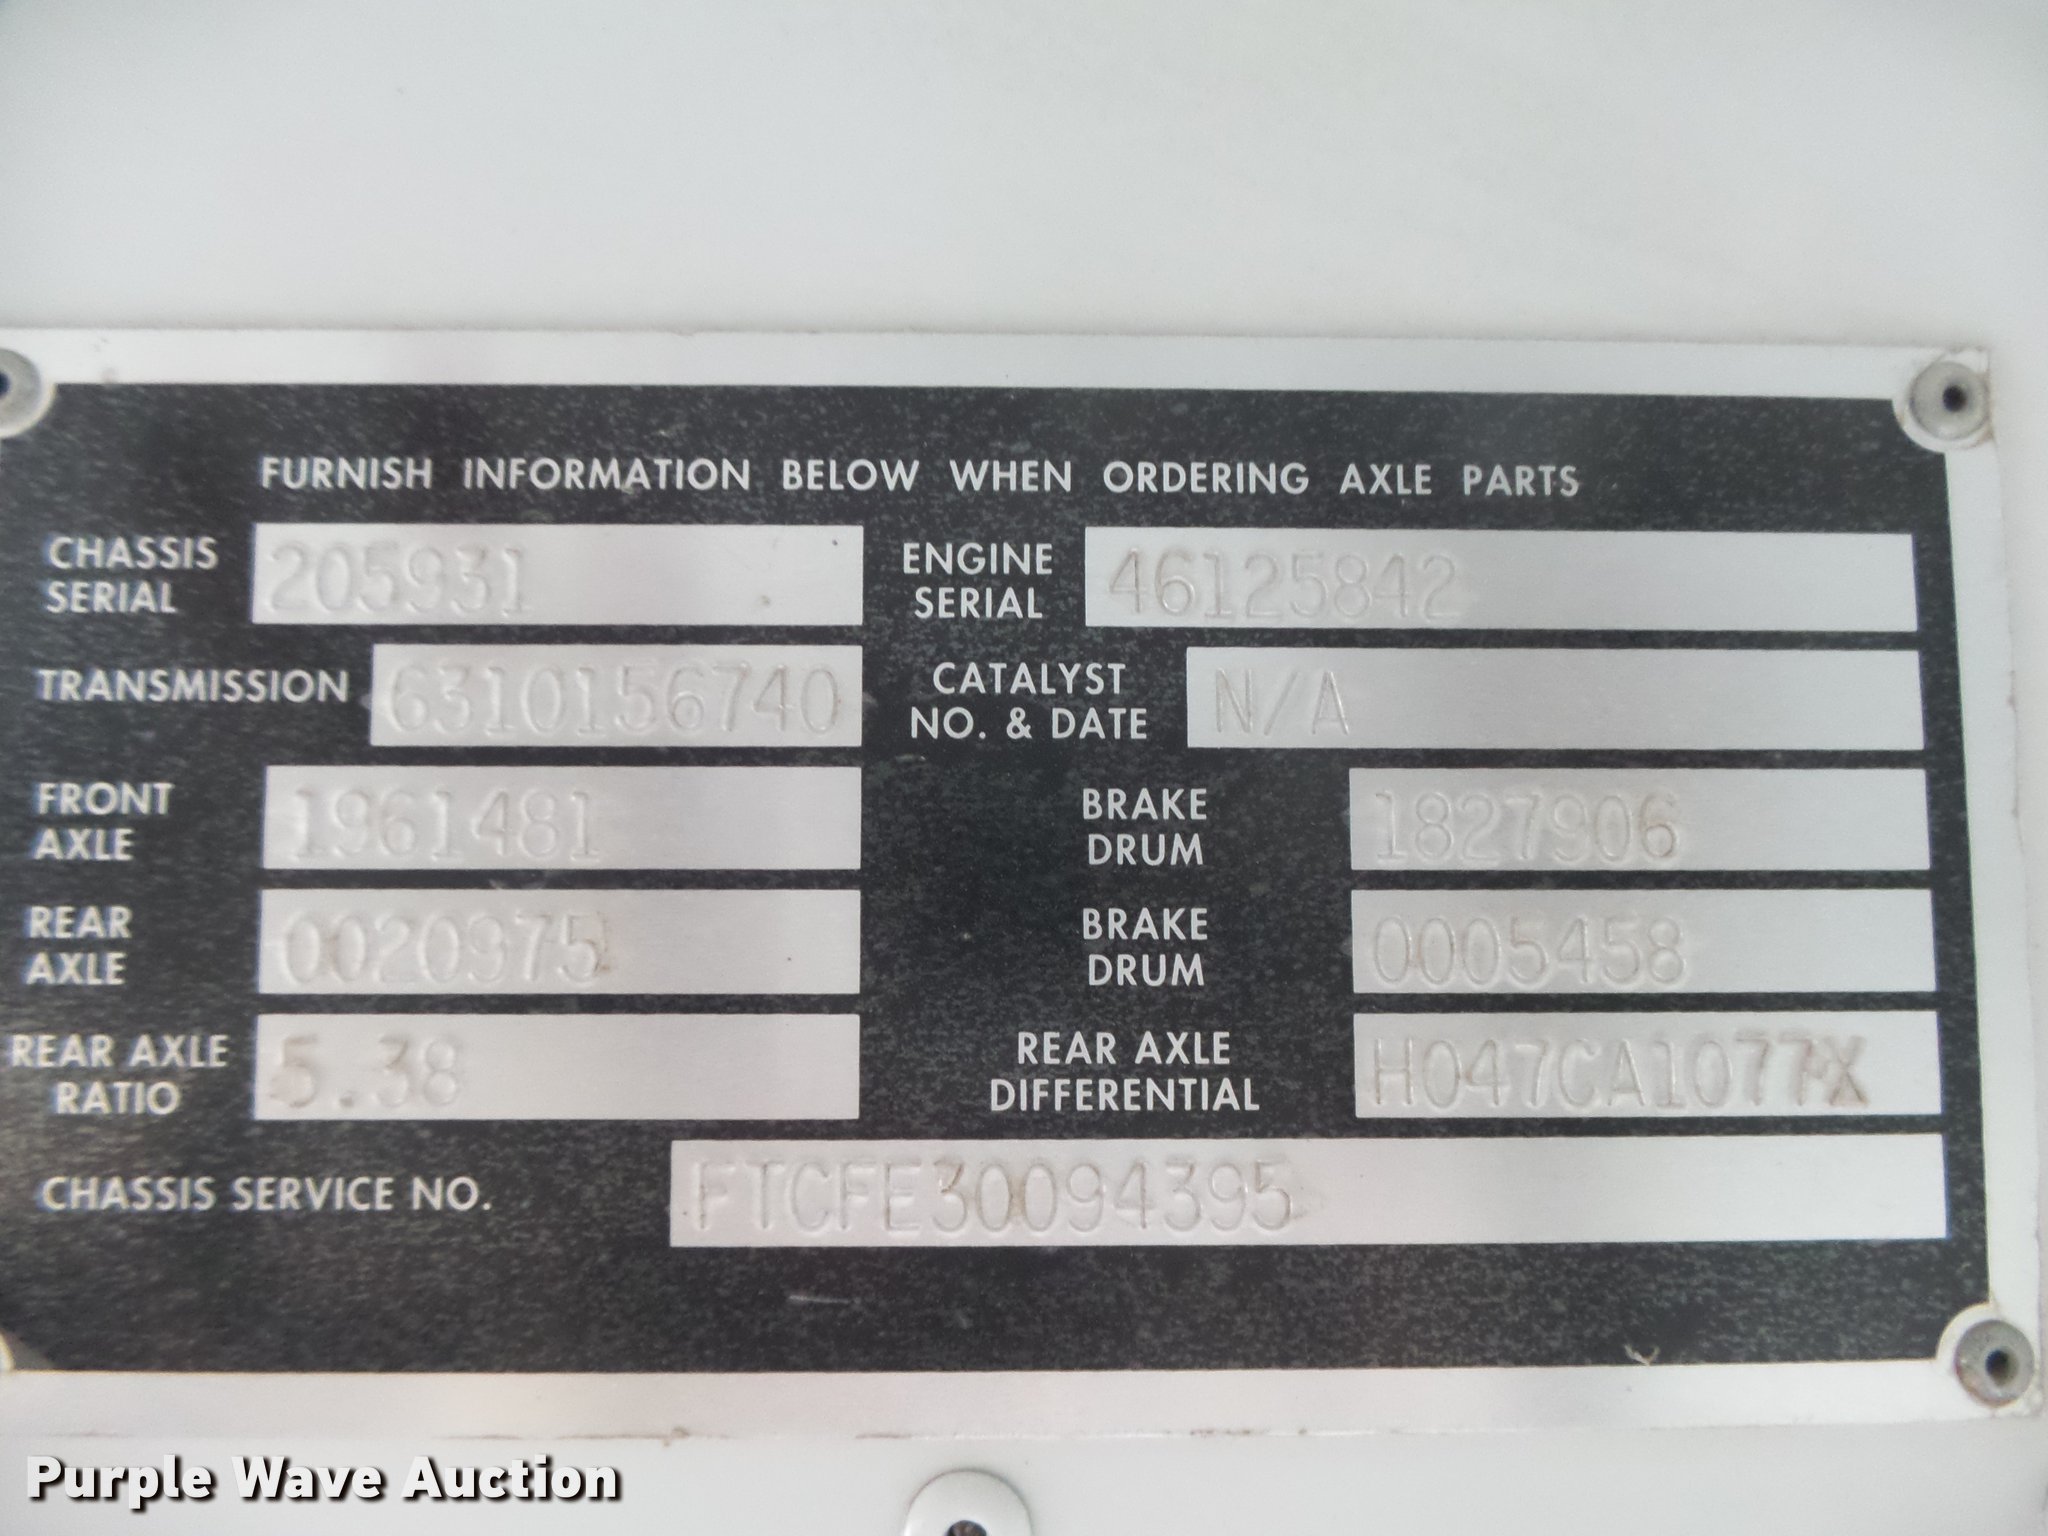 FURNISH INFORMATION BELOW WHEN ORDERING AXLE PARTS
CHASSIS SERIAL 205931 ENGINE SERIAL 46125842
TRANSMISSION 6310156740 CATALYST NO. & DATE N/A
FRONT AXLE 1961481 BRAKE DRUM 1827906
REAR AXLE 0020975 BRAKE DRUM 0005458
REAR AXLE RATIO 5.38 REAR AXLE DIFFERENTIAL H047CA1077X
CHASSIS SERVICE NO. FTCFE30094395
Purple Wave Auction